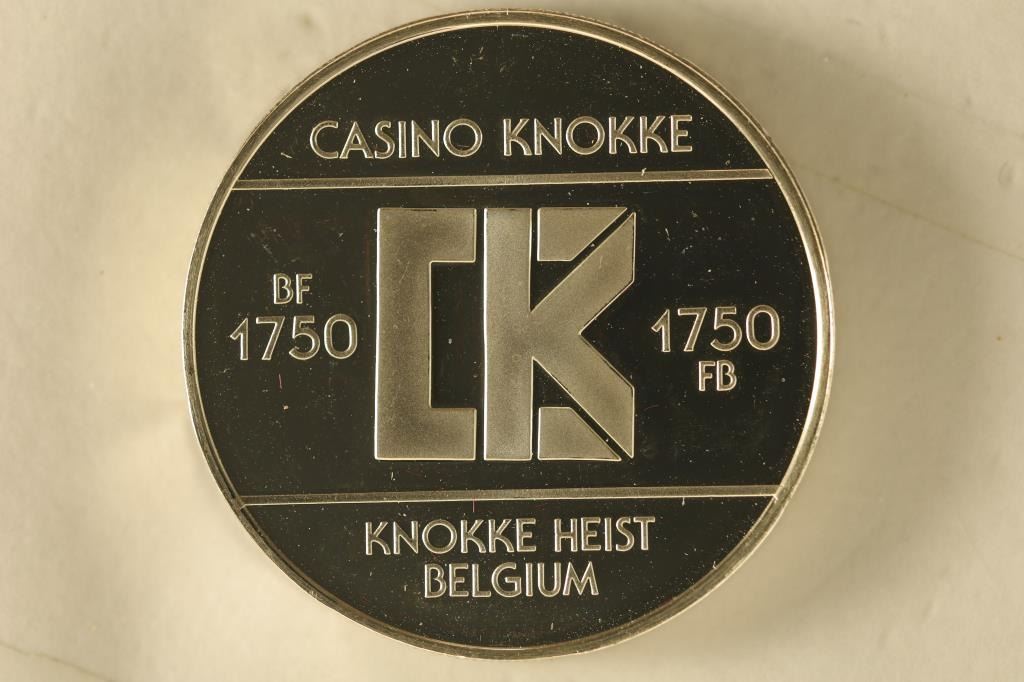 CASINO KNOKKE
CK
BF
1750
1750
FB
KNOKKE HEIST
BELGIUM